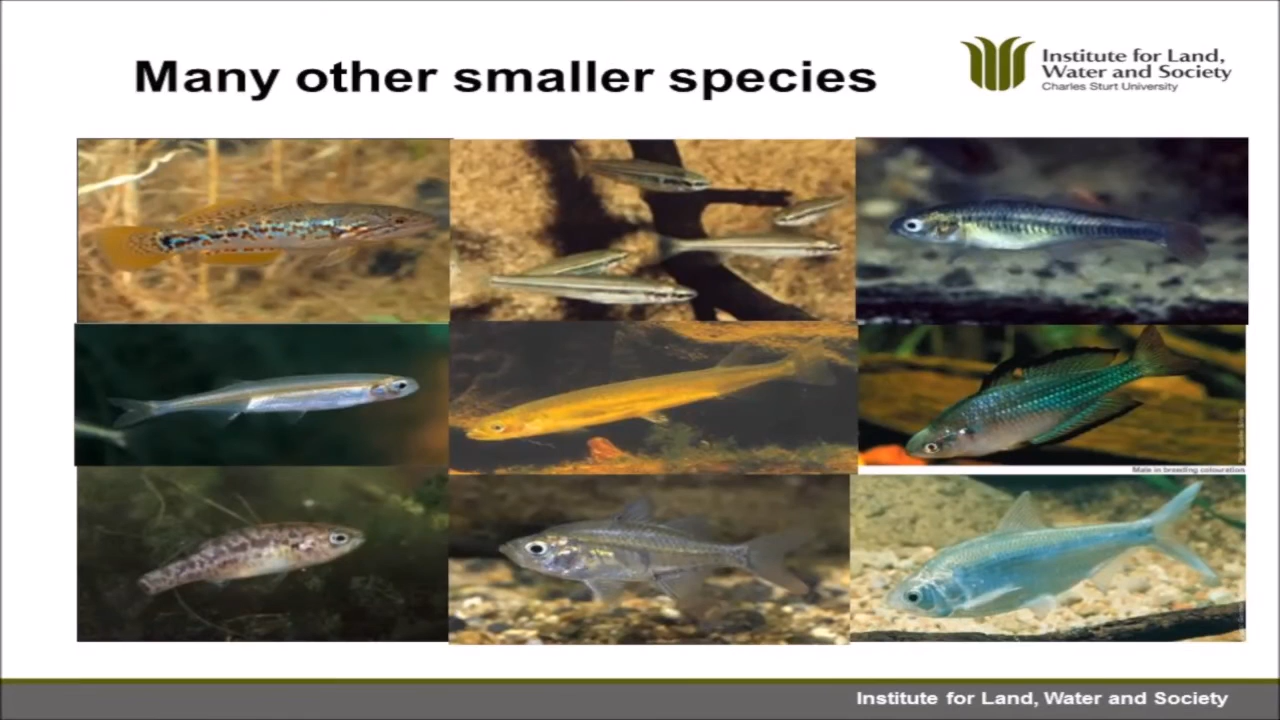 Many other smaller species
Institute for Land,
Water and Society
Charles Sturt University
Male in breeding colouration
Institute for Land, Water and Society